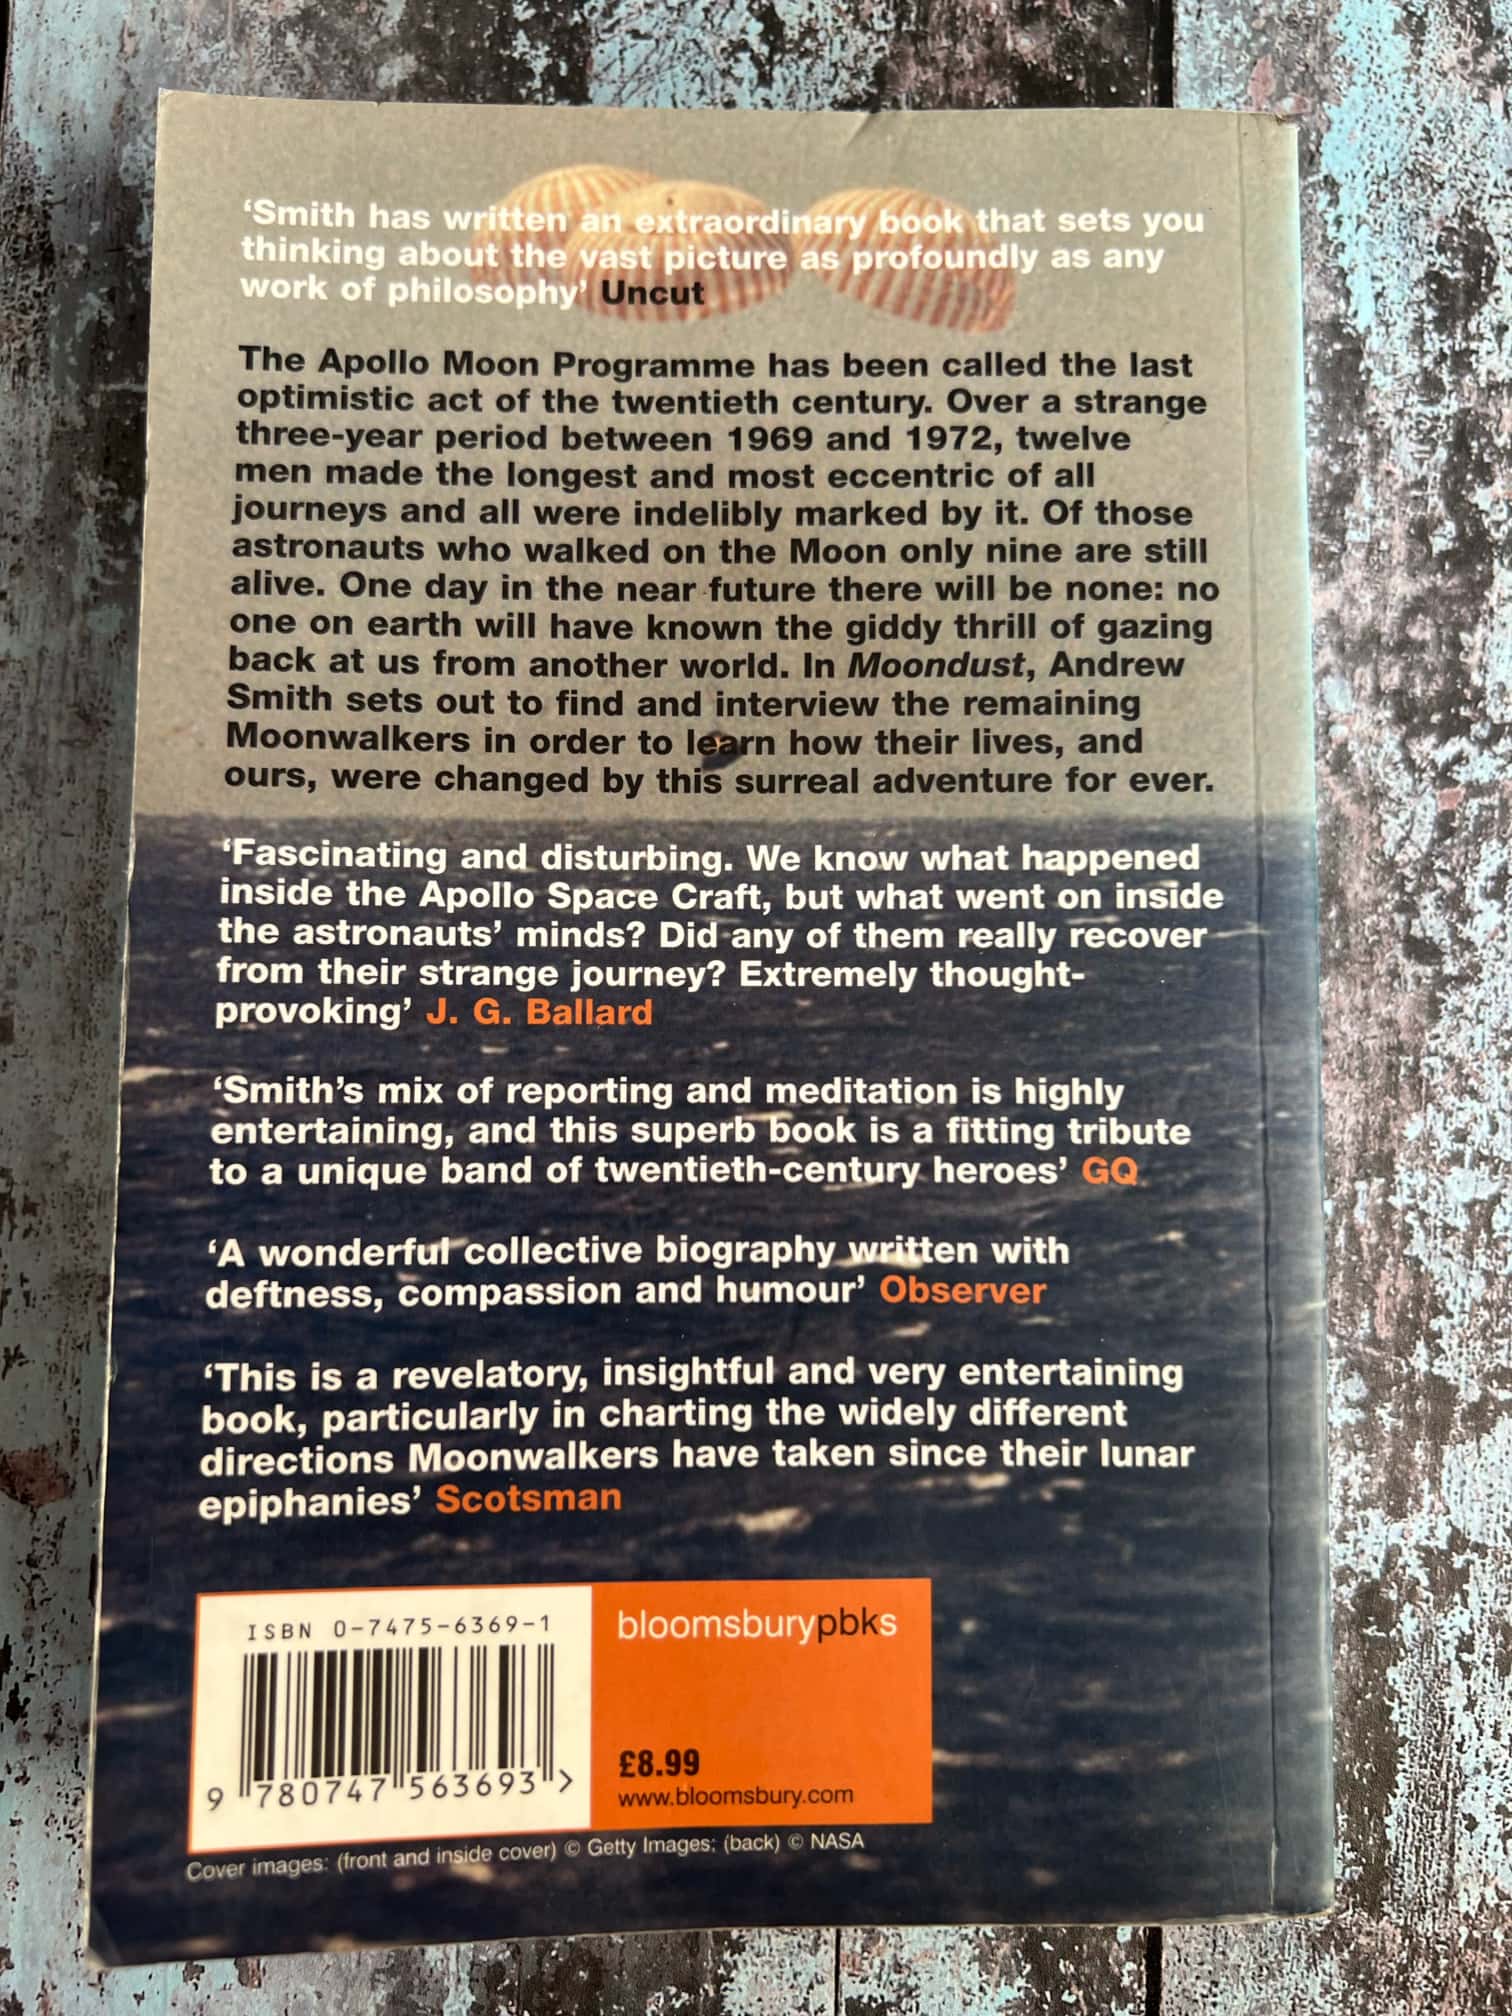 ‘Smith has written an extraordinary book that sets you
thinking about the vast picture as profoundly as any
work of philosophy’ Uncut
The Apollo Moon Programme has been called the last
optimistic act of the twentieth century. Over a strange
three-year period between 1969 and 1972, twelve
men made the longest and most eccentric of all
journeys and all were indelibly marked by it. Of those
astronauts who walked on the Moon only nine are still
alive. One day in the near future there will be none: no
one on earth will have known the giddy thrill of gazing
back at us from another world. In Moondust, Andrew
Smith sets out to find and interview the remaining
Moonwalkers in order to learn how their lives, and
ours, were changed by this surreal adventure for ever.
‘Fascinating and disturbing. We know what happened
inside the Apollo Space Craft, but what went on inside
the astronauts’ minds? Did any of them really recover
from their strange journey? Extremely thought-
provoking’ J. G. Ballard
‘Smith’s mix of reporting and meditation is highly
entertaining, and this superb book is a fitting tribute
to a unique band of twentieth-century heroes’ GQ
‘A wonderful collective biography written with
deftness, compassion and humour’ Observer
‘This is a revelatory, insightful and very entertaining
book, particularly in charting the widely different
directions Moonwalkers have taken since their lunar
epiphanies’ Scotsman
ISBN 0-7475-6369-1
9 780747 563693 >
bloomsburypbks
£8.99
www.bloomsbury.com
Cover images: (front and inside cover) © Getty Images; (back) © NASA